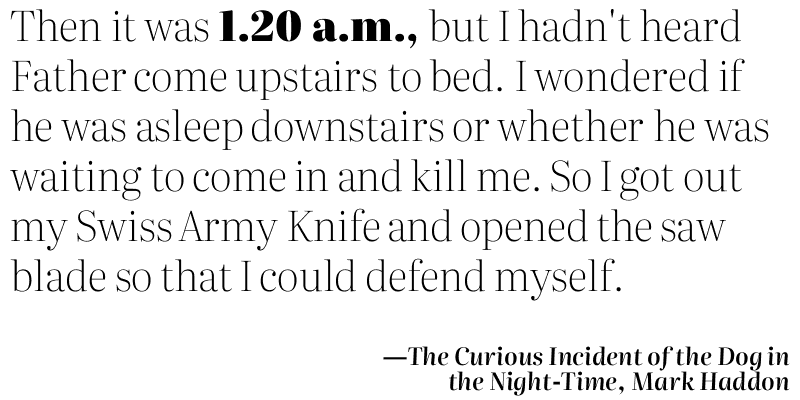 Then it was 1.20 a.m., but I hadn't heard
Father come upstairs to bed. I wondered if
he was asleep downstairs or whether he was
waiting to come in and kill me. So I got out
my Swiss Army Knife and opened the saw
blade so that I could defend myself.
—The Curious Incident of the Dog in
the Night-Time, Mark Haddon